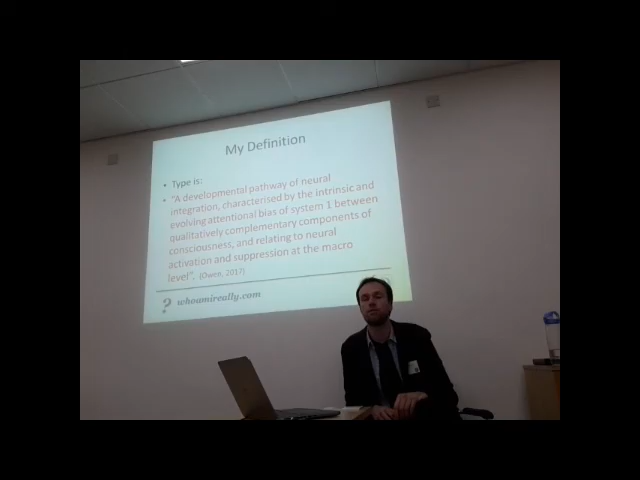 My Definition
• Type is:
• "A developmental pathway of neural
integration, characterised by the intrinsic and
evolving attentional bias of system 1 between
qualitatively complementary components of
consciousness, and relating to neural
activation and suppression at the macro
level". (Owen, 2017)
? whoamireally.com